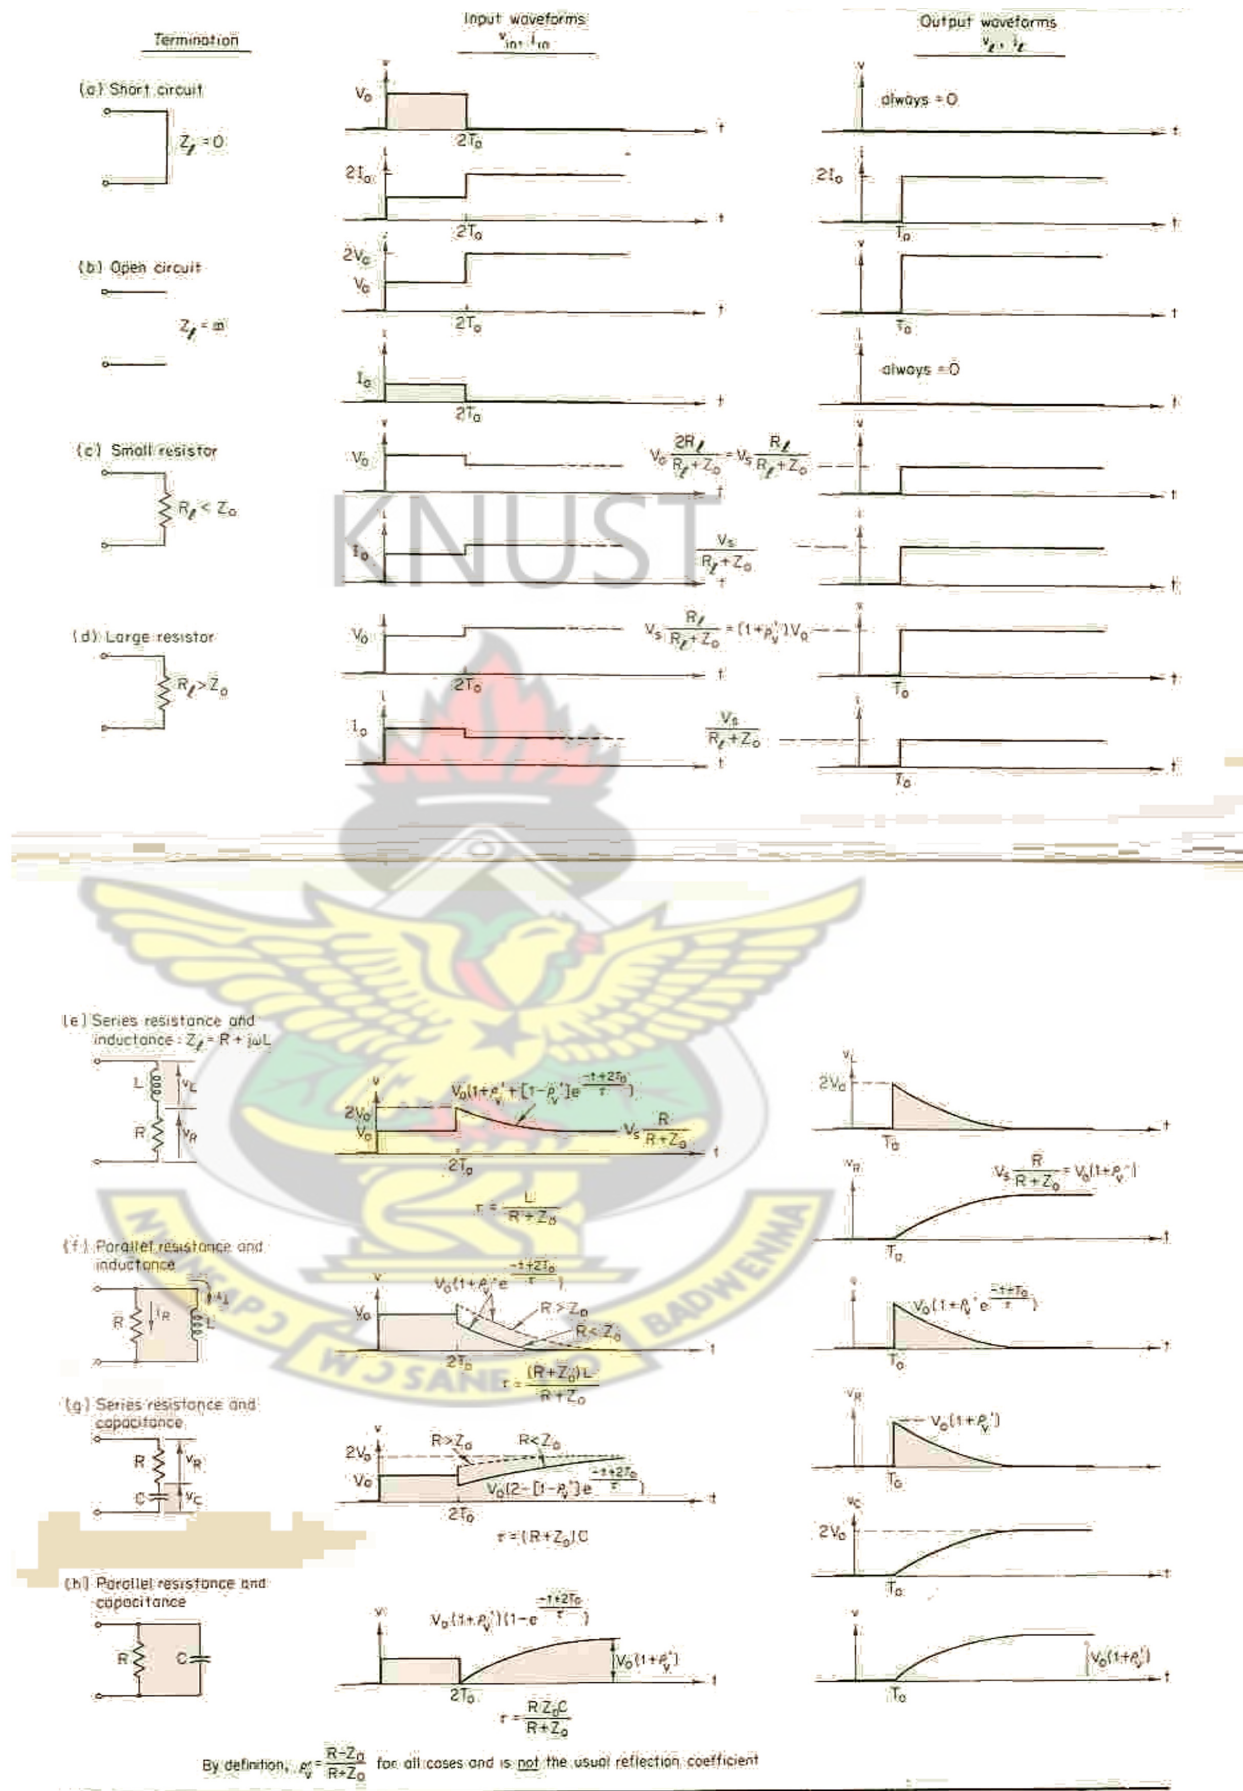 Termination
Input waveforms
v_in, i_in
Output waveforms
v_ℓ, i_ℓ
(a) Short circuit
Z_ℓ = 0
v
V_0
2T_0
t
v
always = 0
t
i
2I_0
2T_0
t
i
2I_0
T_0
t
(b) Open circuit
Z_ℓ = ∞
2V_0
V_0
2T_0
t
v
T_0
t
i
I_0
2T_0
t
i
always = 0
t
(c) Small resistor
R_ℓ < Z_0
v
V_0
t
V_0 2R_ℓ/(R_ℓ+Z_0) = V_S R_ℓ/(R_ℓ+Z_0)
t
KNUST
i
I_0
t
V_S/(R_ℓ+Z_0)
t
(d) Large resistor
R_ℓ > Z_0
V_0
2T_0
t
V_S R_ℓ/(R_ℓ+Z_0) = (1+ρ_v')V_0
v
T_0
t
I_0
t
V_S/(R_ℓ+Z_0)
T_0
t
(e) Series resistance and
inductance: Z_ℓ = R + jωL
L
v_L
R
v_R
v
2V_0
V_0
V_0(1+ρ_v'+[1-ρ_v']e^((-t+2T_0)/τ))
V_S R/(R+Z_0)
2T_0
t
τ = L/(R+Z_0)
v_L
2V_0
T_0
t
v_R
V_S R/(R+Z_0) = V_0(1+ρ_v')
T_0
t
(f) Parallel resistance and
inductance
R
i_R
L
v
V_0
V_0(1+ρ_v')e^((-t+2T_0)/τ)
R>Z_0
R<Z_0
2T_0
t
τ = (R+Z_0)L/(R+Z_0)
V_0(1+ρ_v')e^((-t+T_0)/τ)
T_0
t
NYANSAPƆ WƆ SANE NO BADWENMA
(g) Series resistance and
capacitance
R
v_R
C
v_C
v
2V_0
V_0
R>Z_0
R<Z_0
V_0(2-[1-ρ_v']e^((-t+2T_0)/τ))
2T_0
t
τ = (R+Z_0)C
v_R
V_0(1+ρ_v')
T_0
t
v_C
2V_0
T_0
t
(h) Parallel resistance and
capacitance
R
C
v
V_0(1+ρ_v')(1-e^((-t+2T_0)/τ))
V_0(1+ρ_v')
2T_0
t
τ = RZ_0C/(R+Z_0)
v
V_0(1+ρ_v')
T_0
t
By definition, ρ_v' = (R-Z_0)/(R+Z_0) for all cases and is not the usual reflection coefficient